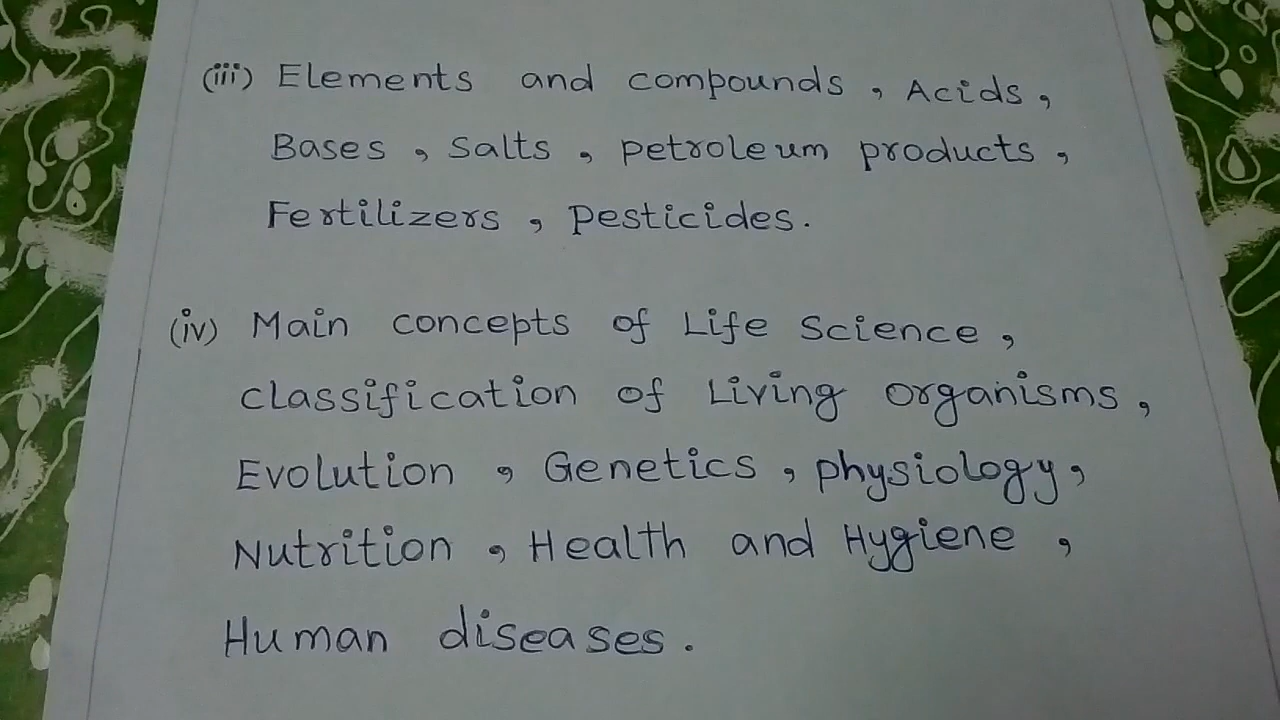 (iii) Elements and compounds, Acids,
Bases, Salts, petroleum products,
Fertilizers, Pesticides.
(iv) Main concepts of Life Science,
classification of Living organisms,
Evolution, Genetics, physiology,
Nutrition, Health and Hygiene,
Human diseases.